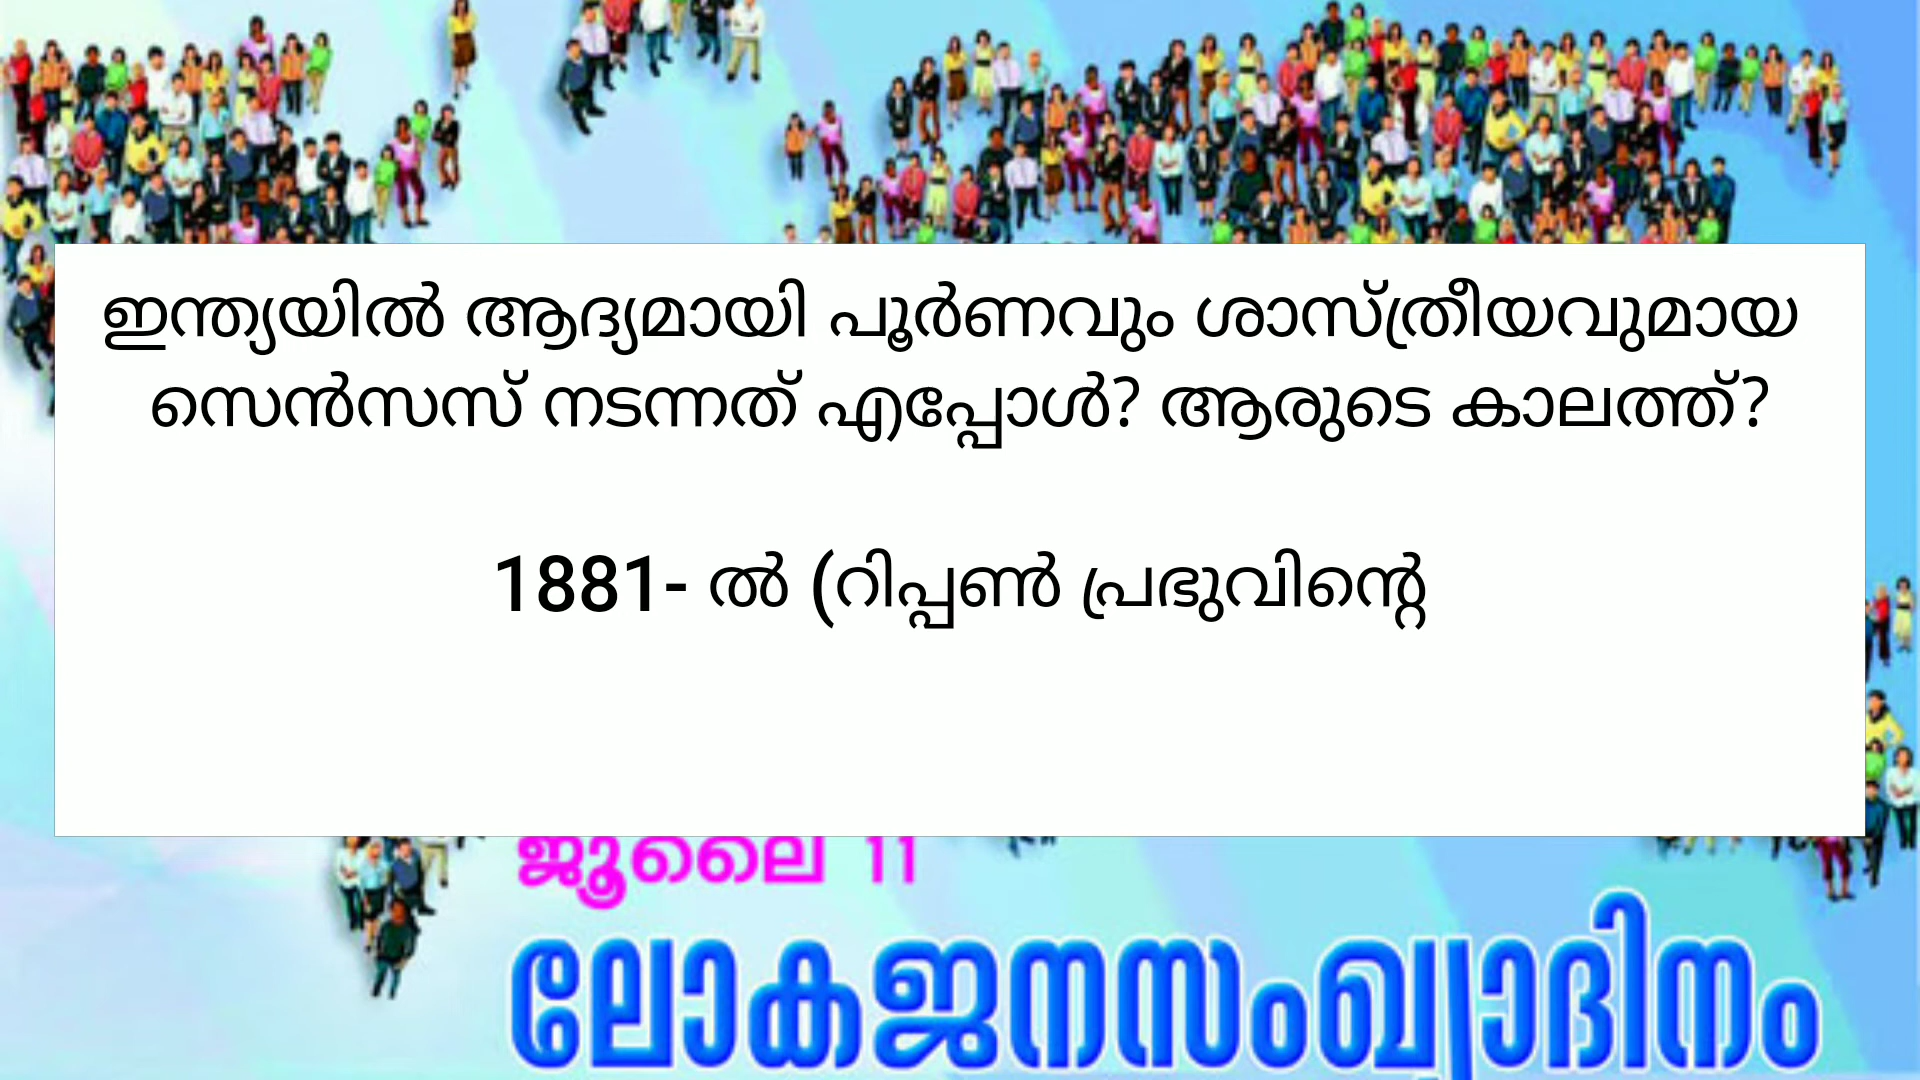 ഇന്ത്യയിൽ ആദ്യമായി പൂർണവും ശാസ്ത്രീയവുമായ
സെൻസസ് നടന്നത് എപ്പോൾ? ആരുടെ കാലത്ത്?
1881- ൽ (റിപ്പൺ പ്രഭുവിന്റെ
ജൂലൈ 11
ലോകജനസംഖ്യാദിനം